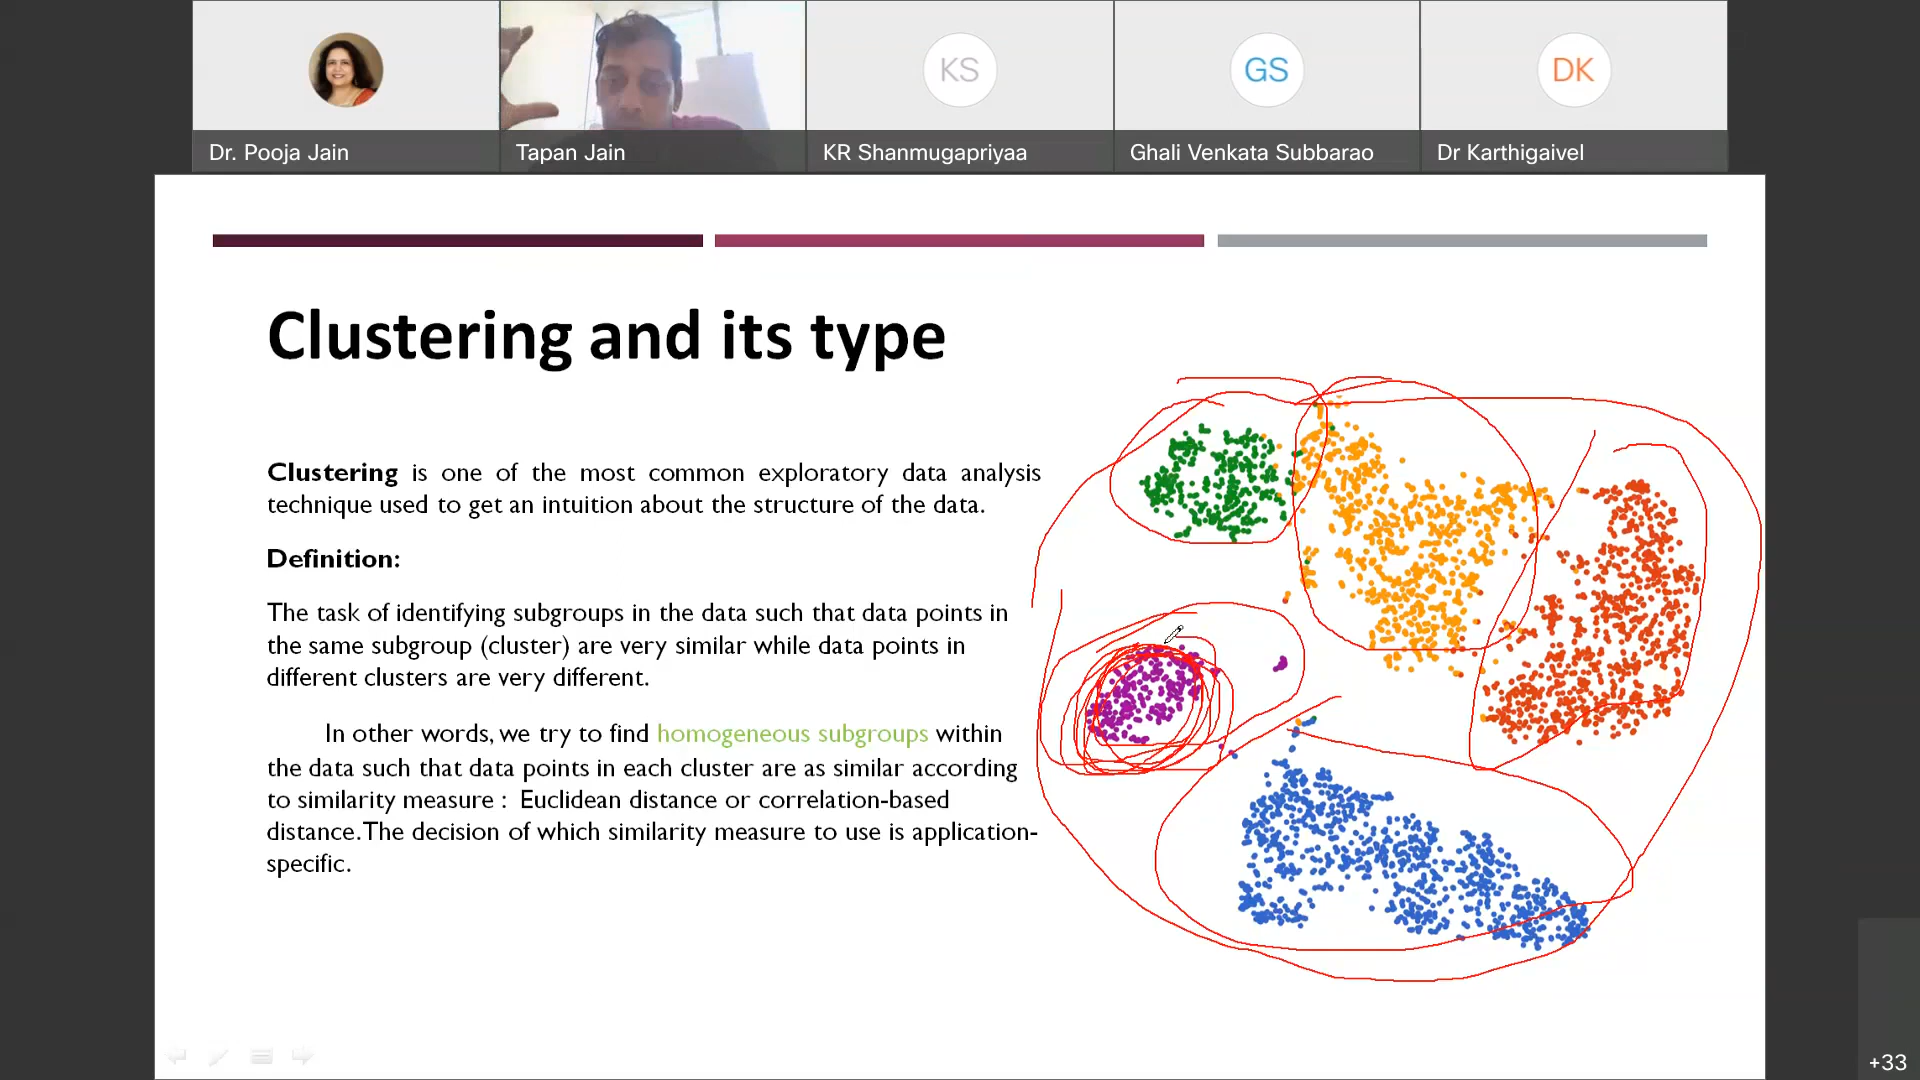 KS
GS
DK
Dr. Pooja Jain
Tapan Jain
KR Shanmugapriyaa
Ghali Venkata Subbarao
Dr Karthigaivel
Clustering and its type
Clustering is one of the most common exploratory data analysis
technique used to get an intuition about the structure of the data.
Definition:
The task of identifying subgroups in the data such that data points in
the same subgroup (cluster) are very similar while data points in
different clusters are very different.
In other words, we try to find homogeneous subgroups within
the data such that data points in each cluster are as similar according
to similarity measure : Euclidean distance or correlation-based
distance. The decision of which similarity measure to use is application-
specific.
+33